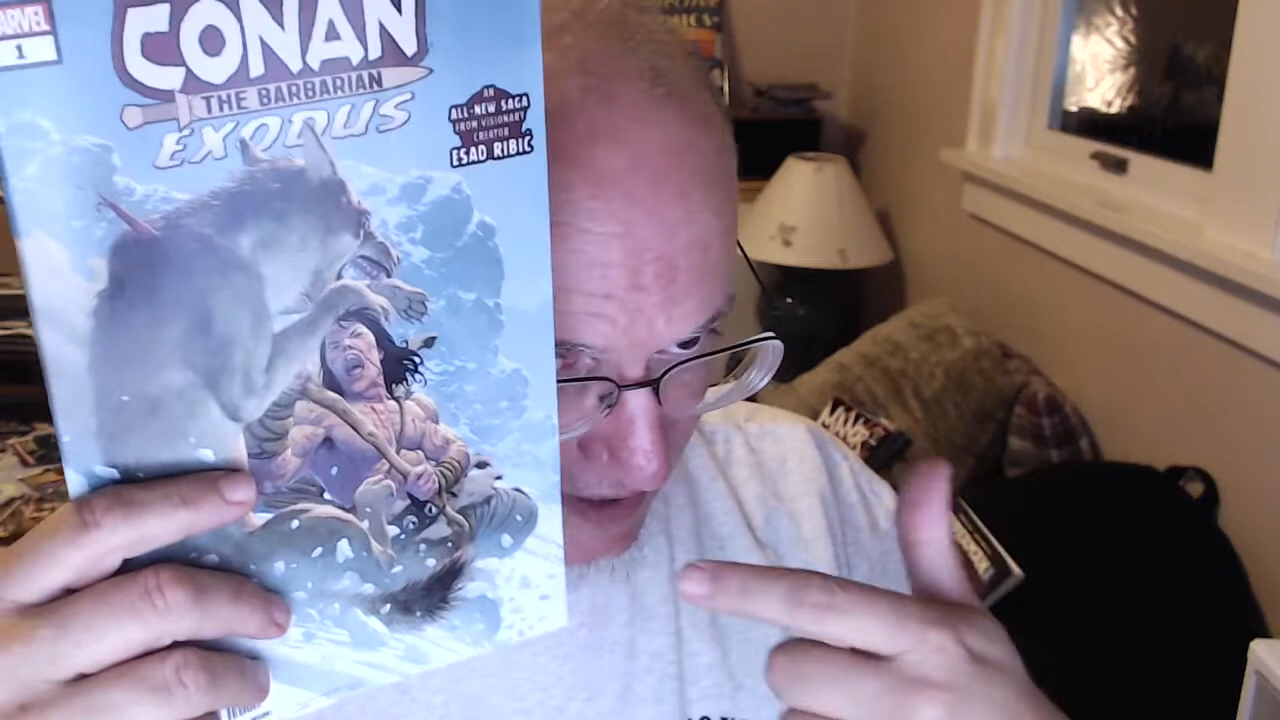 MARVEL
1
CONAN
THE BARBARIAN
EXODUS
AN
ALL-NEW SAGA
FROM VISIONARY
CREATOR
ESAD RIBIĆ